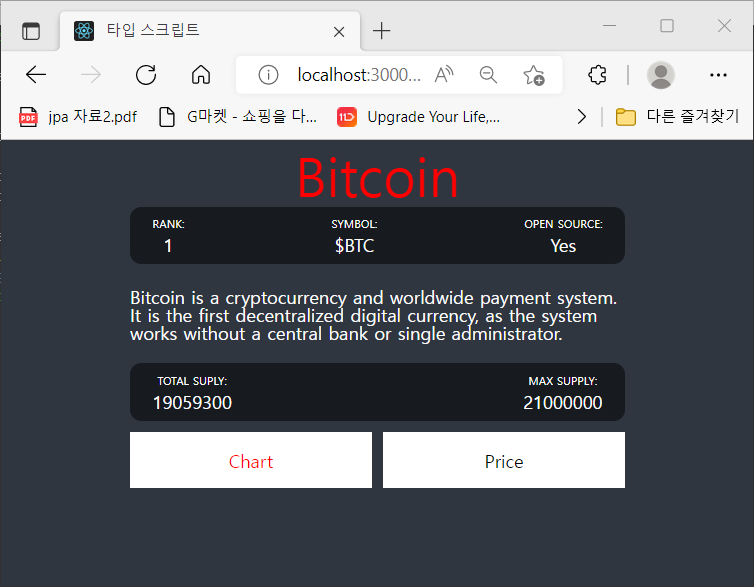 타입 스크립트
localhost:3000...
PDF jpa 자료2.pdf
G마켓 - 쇼핑을 다...
11D Upgrade Your Life,...
다른 즐겨찾기
Bitcoin
RANK: SYMBOL: OPEN SOURCE:
1 $BTC Yes
Bitcoin is a cryptocurrency and worldwide payment system.
It is the first decentralized digital currency, as the system
works without a central bank or single administrator.
TOTAL SUPLY: MAX SUPPLY:
19059300 21000000
Chart Price